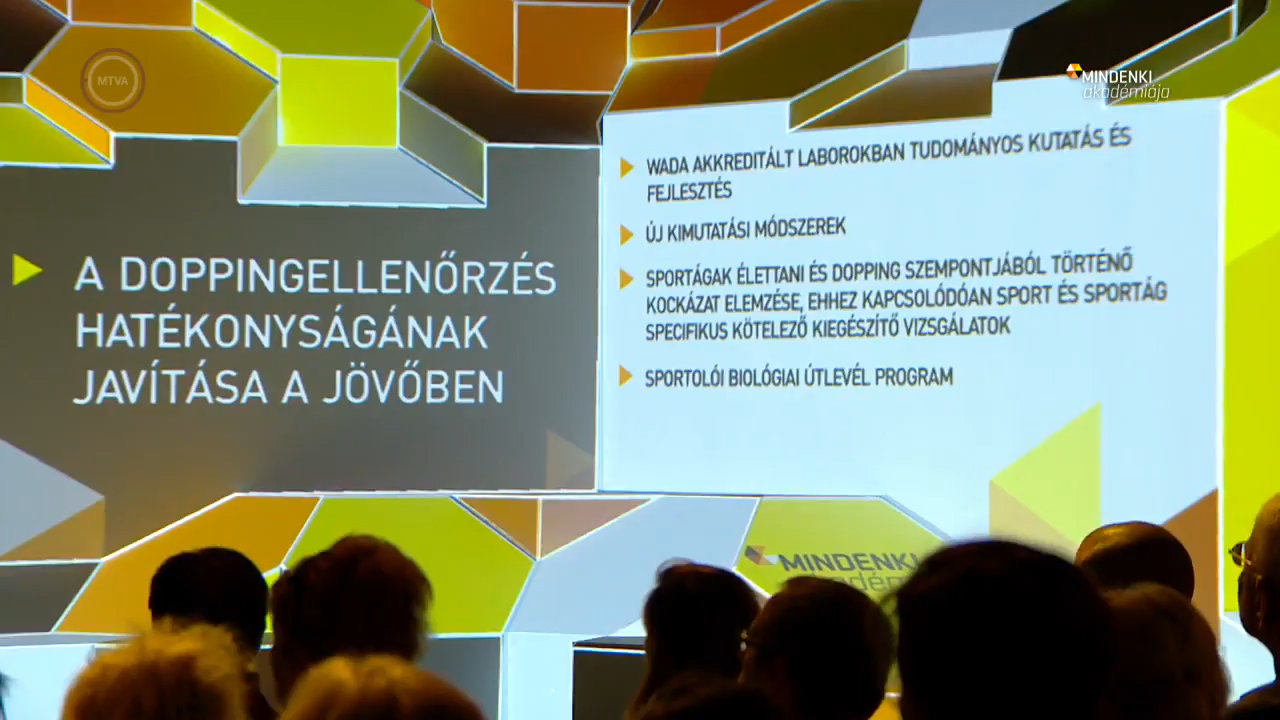 MTVA
MINDENKI
akadémiája
A DOPPINGELLENŐRZÉS
HATÉKONYSÁGÁNAK
JAVÍTÁSA A JÖVŐBEN
WADA AKKREDITÁLT LABOROKBAN TUDOMÁNYOS KUTATÁS ÉS
FEJLESZTÉS
ÚJ KIMUTATÁSI MÓDSZEREK
SPORTÁGAK ÉLETTANI ÉS DOPPING SZEMPONTJÁBÓL TÖRTÉNŐ
KOCKÁZAT ELEMZÉSE, EHHEZ KAPCSOLÓDÓAN SPORT ÉS SPORTÁG
SPECIFIKUS KÖTELEZŐ KIEGÉSZÍTŐ VIZSGÁLATOK
SPORTOLÓI BIOLÓGIAI ÚTLEVÉL PROGRAM
MINDENKI